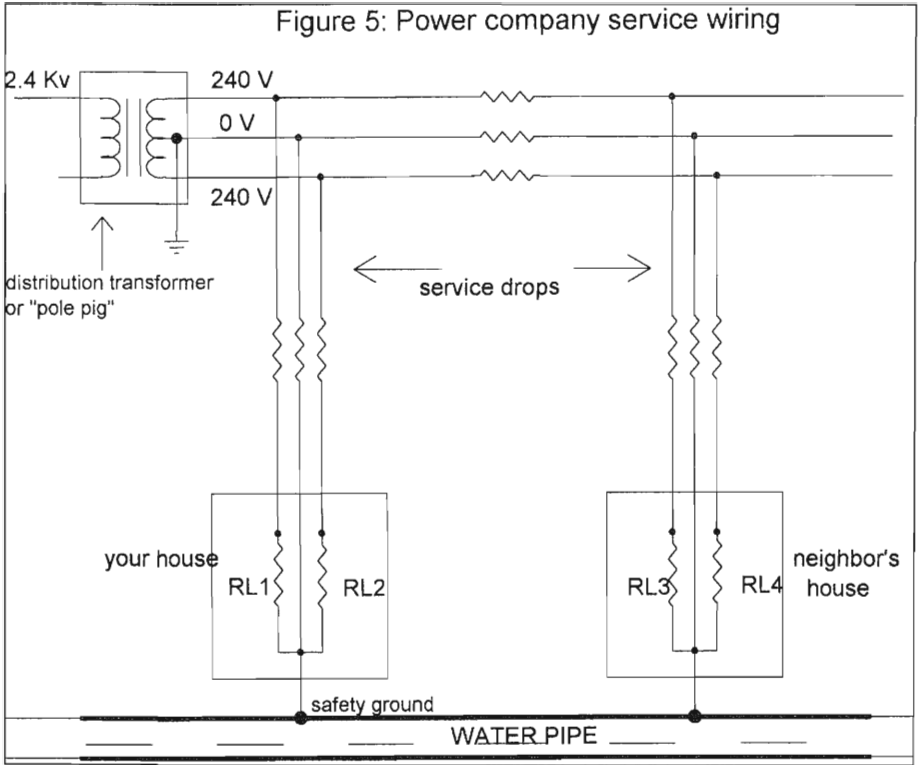 Figure 5: Power company service wiring
2.4 Kv
240 V
0 V
240 V
distribution transformer
or "pole pig"
service drops
your house
RL1
RL2
RL3
RL4
neighbor's
house
safety ground
WATER PIPE